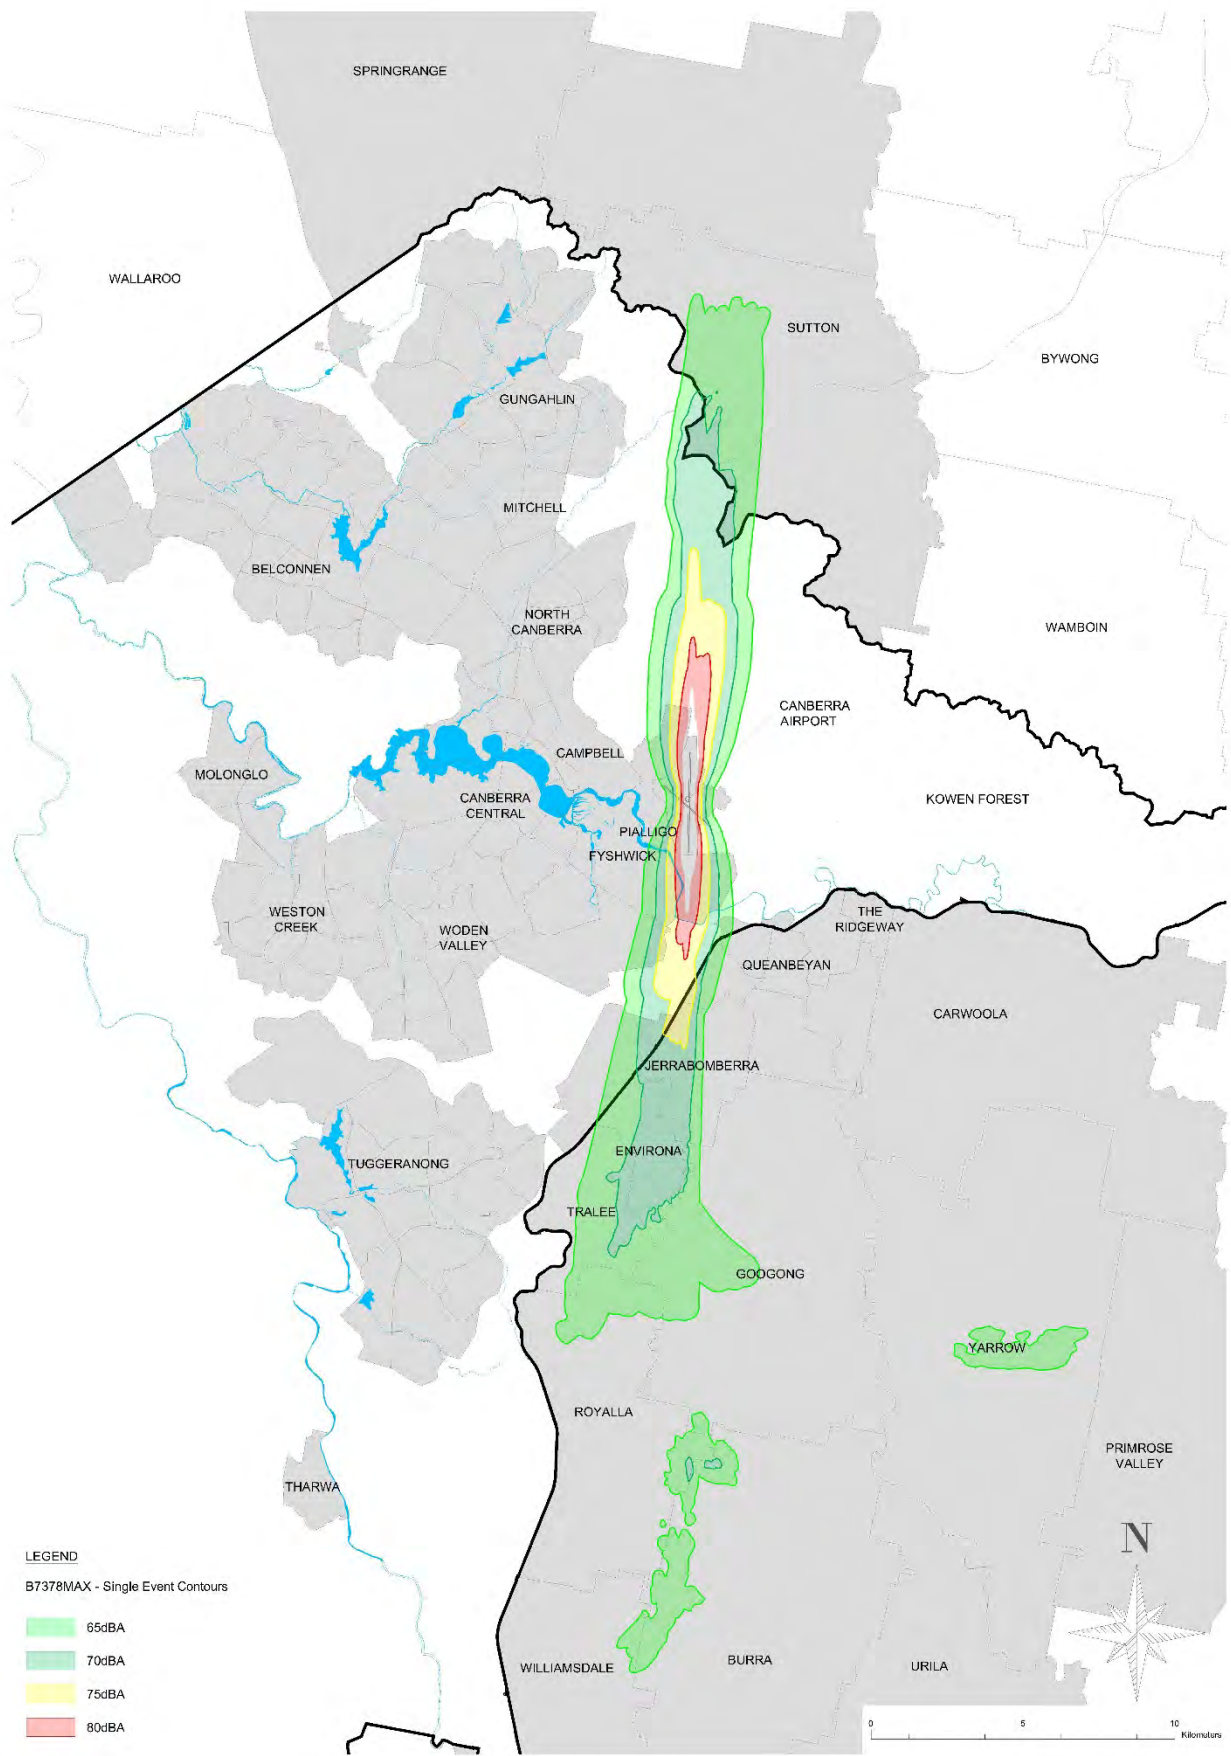 SPRINGRANGE
WALLAROO
SUTTON
BYWONG
GUNGAHLIN
MITCHELL
BELCONNEN
NORTH
CANBERRA
WAMBOIN
CANBERRA
AIRPORT
CAMPBELL
MOLONGLO
CANBERRA
CENTRAL
KOWEN FOREST
PIALLIGO
FYSHWICK
WESTON
CREEK
WODEN
VALLEY
THE
RIDGEWAY
QUEANBEYAN
CARWOOLA
JERRABOMBERRA
ENVIRONA
TUGGERANONG
TRALEE
GOOGONG
YARROW
ROYALLA
PRIMROSE
VALLEY
THARWA
N
LEGEND
B7378MAX - Single Event Contours
65dBA
70dBA
75dBA
80dBA
WILLIAMSDALE
BURRA
URILA
0 5 10
Kilometers